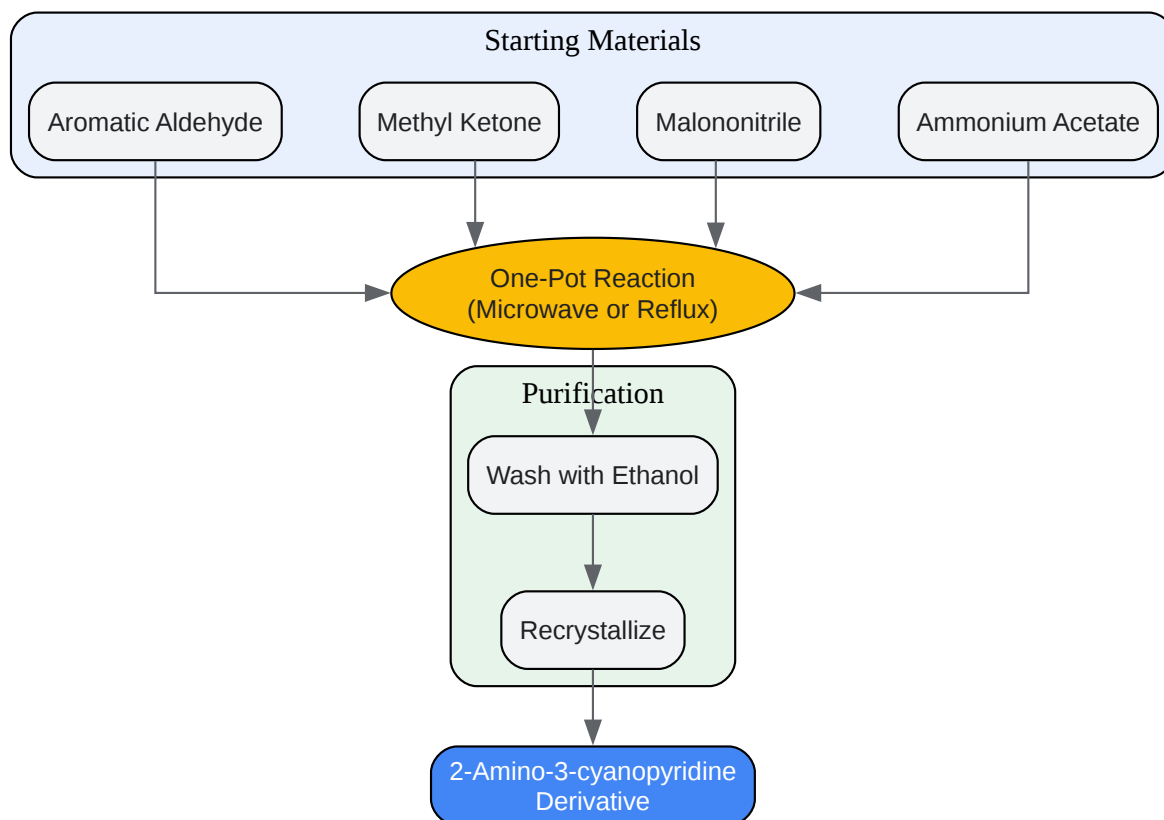 Starting Materials
Aromatic Aldehyde
Methyl Ketone
Malononitrile
Ammonium Acetate
One-Pot Reaction
(Microwave or Reflux)
Purification
Wash with Ethanol
Recrystallize
2-Amino-3-cyanopyridine
Derivative